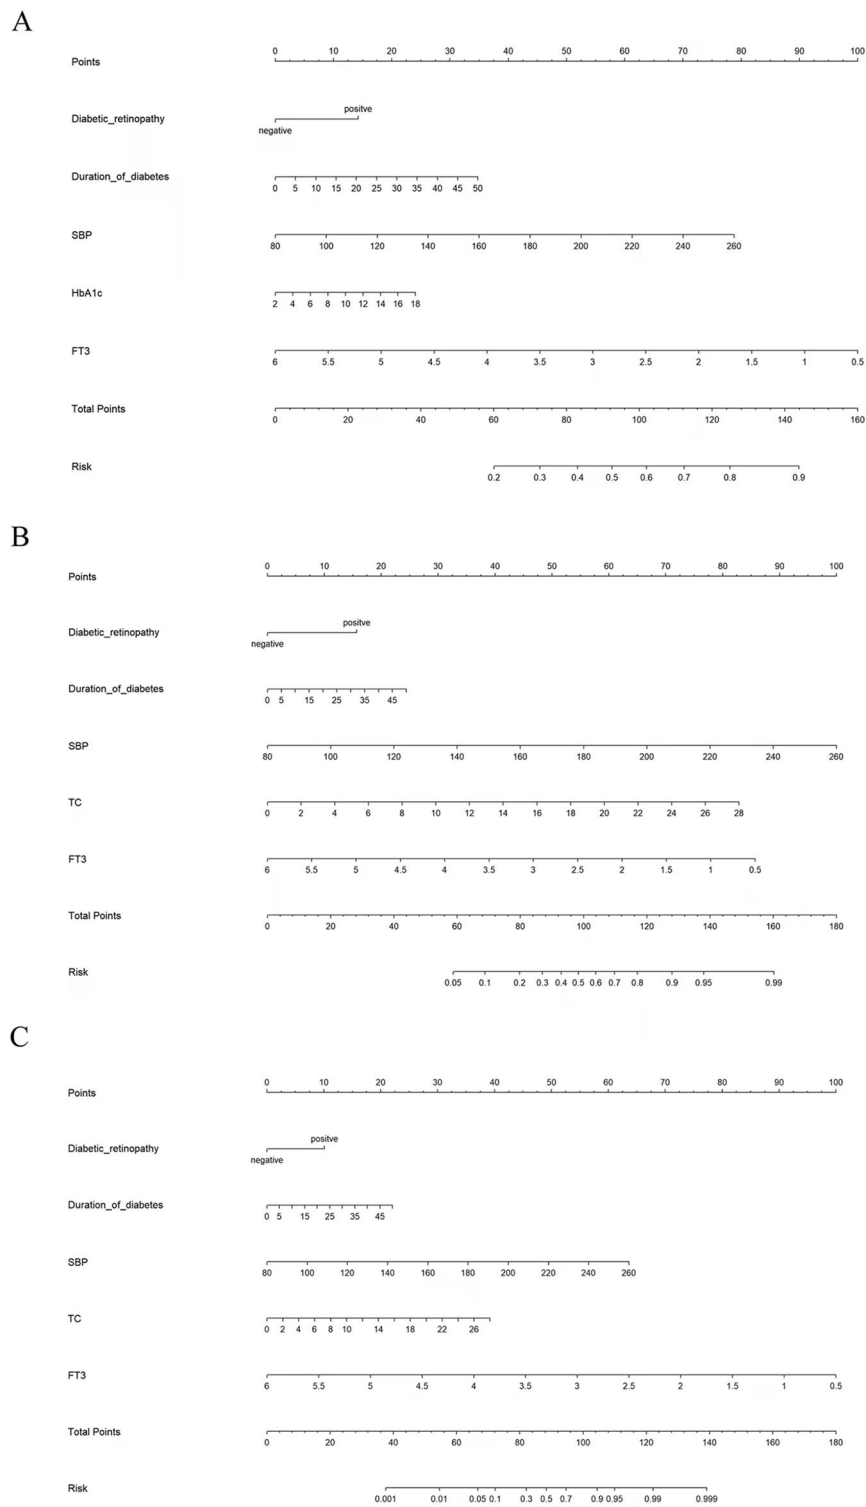 A
0 10 20 30 40 50 60 70 80 90 100
Points
positve
Diabetic_retinopathy
negative
Duration_of_diabetes
0 5 10 15 20 25 30 35 40 45 50
SBP
80 100 120 140 160 180 200 220 240 260
HbA1c
2 4 6 8 10 12 14 16 18
FT3
6 5.5 5 4.5 4 3.5 3 2.5 2 1.5 1 0.5
Total Points
0 20 40 60 80 100 120 140 160
Risk
0.2 0.3 0.4 0.5 0.6 0.7 0.8 0.9
B
0 10 20 30 40 50 60 70 80 90 100
Points
positve
Diabetic_retinopathy
negative
Duration_of_diabetes
0 5 15 25 35 45
SBP
80 100 120 140 160 180 200 220 240 260
TC
0 2 4 6 8 10 12 14 16 18 20 22 24 26 28
FT3
6 5.5 5 4.5 4 3.5 3 2.5 2 1.5 1 0.5
Total Points
0 20 40 60 80 100 120 140 160 180
Risk
0.05 0.1 0.2 0.3 0.4 0.5 0.6 0.7 0.8 0.9 0.95 0.99
C
0 10 20 30 40 50 60 70 80 90 100
Points
positve
Diabetic_retinopathy
negative
Duration_of_diabetes
0 5 15 25 35 45
SBP
80 100 120 140 160 180 200 220 240 260
TC
0 2 4 6 8 10 14 18 22 26
FT3
6 5.5 5 4.5 4 3.5 3 2.5 2 1.5 1 0.5
Total Points
0 20 40 60 80 100 120 140 160 180
Risk
0.001 0.01 0.05 0.1 0.3 0.5 0.7 0.9 0.95 0.99 0.999